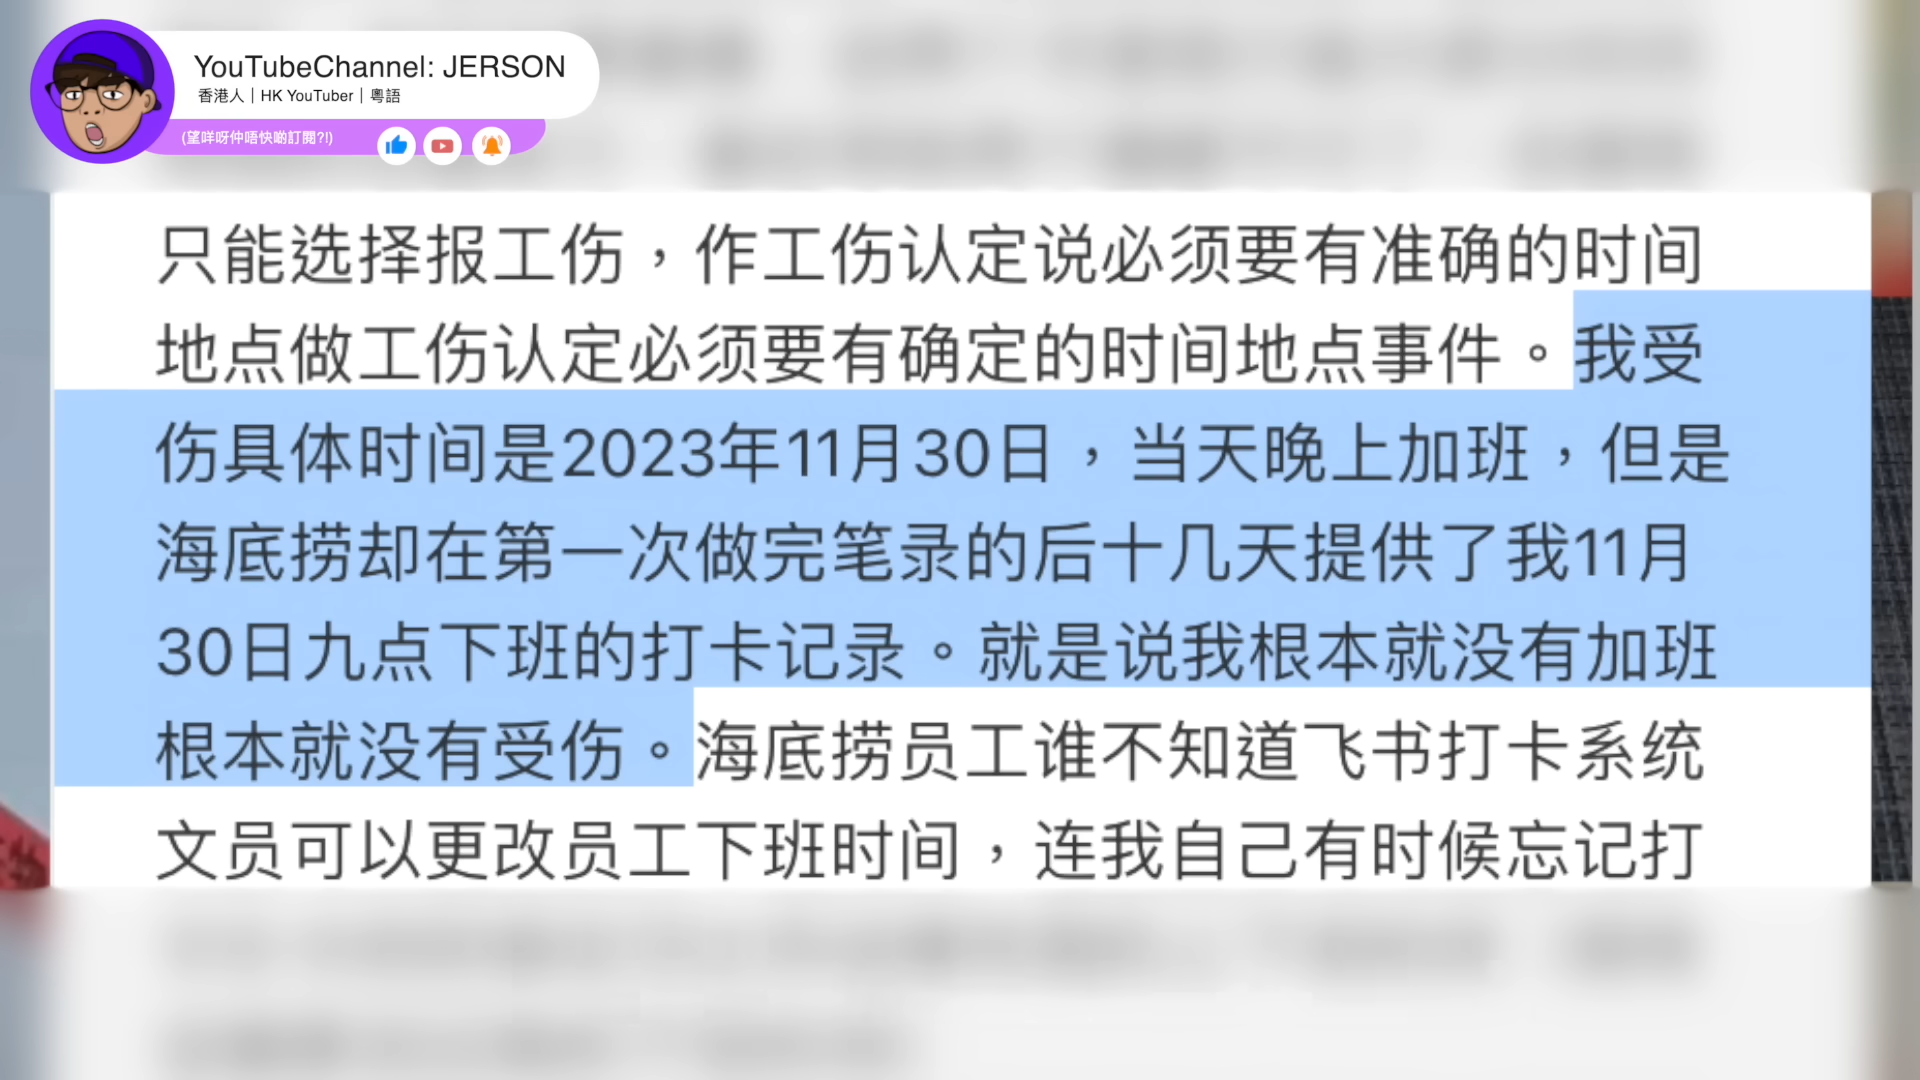 YouTubeChannel: JERSON
香港人｜HK YouTuber｜粵語
(望咩呀仲唔快啲訂閱?!)
只能选择报工伤，作工伤认定说必须要有准确的时间
地点做工伤认定必须要有确定的时间地点事件。我受
伤具体时间是2023年11月30日，当天晚上加班，但是
海底捞却在第一次做完笔录的后十几天提供了我11月
30日九点下班的打卡记录。就是说我根本就没有加班
根本就没有受伤。海底捞员工谁不知道飞书打卡系统
文员可以更改员工下班时间，连我自己有时候忘记打